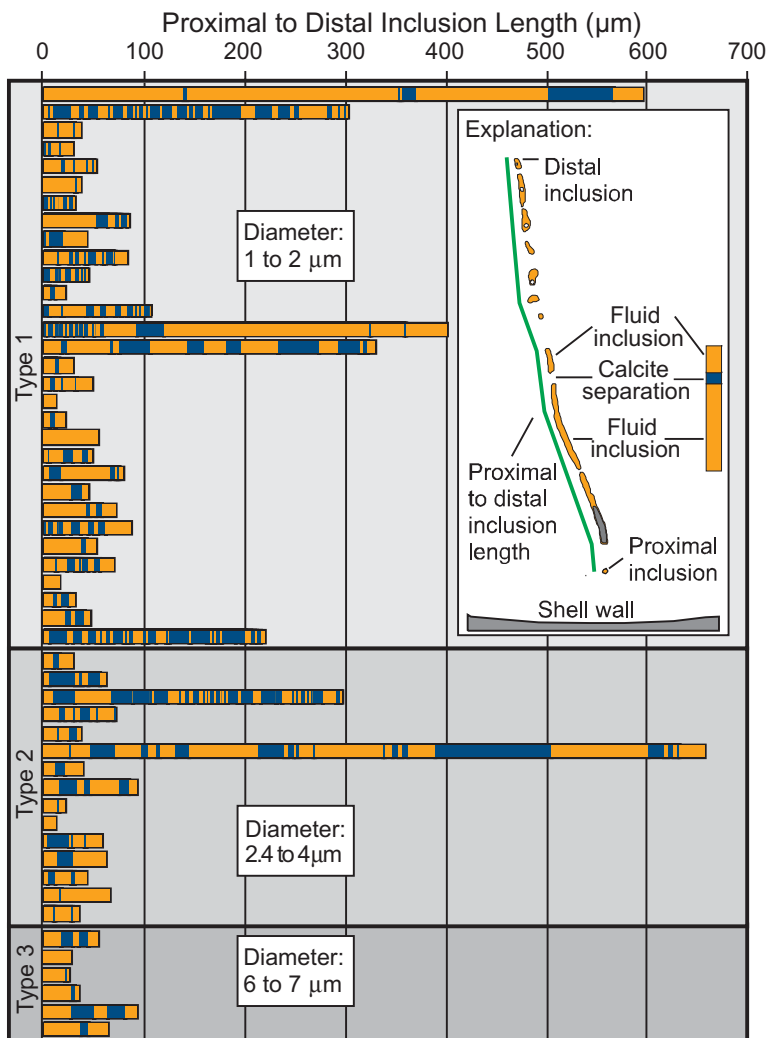 Proximal to Distal Inclusion Length (μm)
0 100 200 300 400 500 600 700
Type 1
Diameter:
1 to 2 μm
Explanation:
Distal
inclusion
Fluid
inclusion
Calcite
separation
Fluid
inclusion
Proximal
to distal
inclusion
length
Proximal
inclusion
Shell wall
Type 2
Diameter:
2.4 to 4μm
Type 3
Diameter:
6 to 7 μm